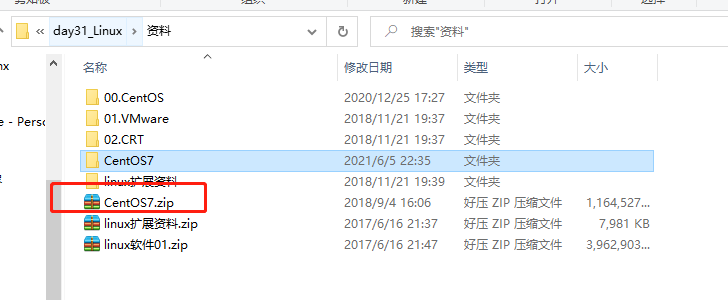 组织
打开
« day31_Linux › 资料
搜索"资料"
名称 修改日期 类型 大小
00.CentOS 2020/12/25 17:27 文件夹
01.VMware 2018/11/21 19:37 文件夹
02.CRT 2018/11/21 19:37 文件夹
CentOS7 2021/6/5 22:35 文件夹
linux扩展资料 2018/11/21 19:39 文件夹
CentOS7.zip 2018/9/4 16:06 好压 ZIP 压缩文件 1,164,527...
linux扩展资料.zip 2017/6/16 21:37 好压 ZIP 压缩文件 7,981 KB
linux软件01.zip 2017/6/16 21:47 好压 ZIP 压缩文件 3,962,903...
nx
e - Perso